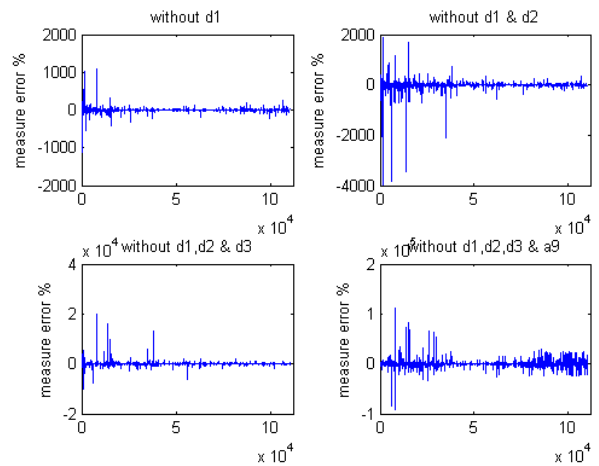 without d1
2000
1000
0
-1000
-2000
measure error %
0
5
10
x 10^4
without d1 & d2
2000
0
-2000
-4000
measure error %
0
5
10
x 10^4
x 10^4
without d1,d2 & d3
4
2
0
-2
measure error %
0
5
10
x 10^4
x 10^5
without d1,d2,d3 & a9
2
1
0
-1
measure error %
0
5
10
x 10^4